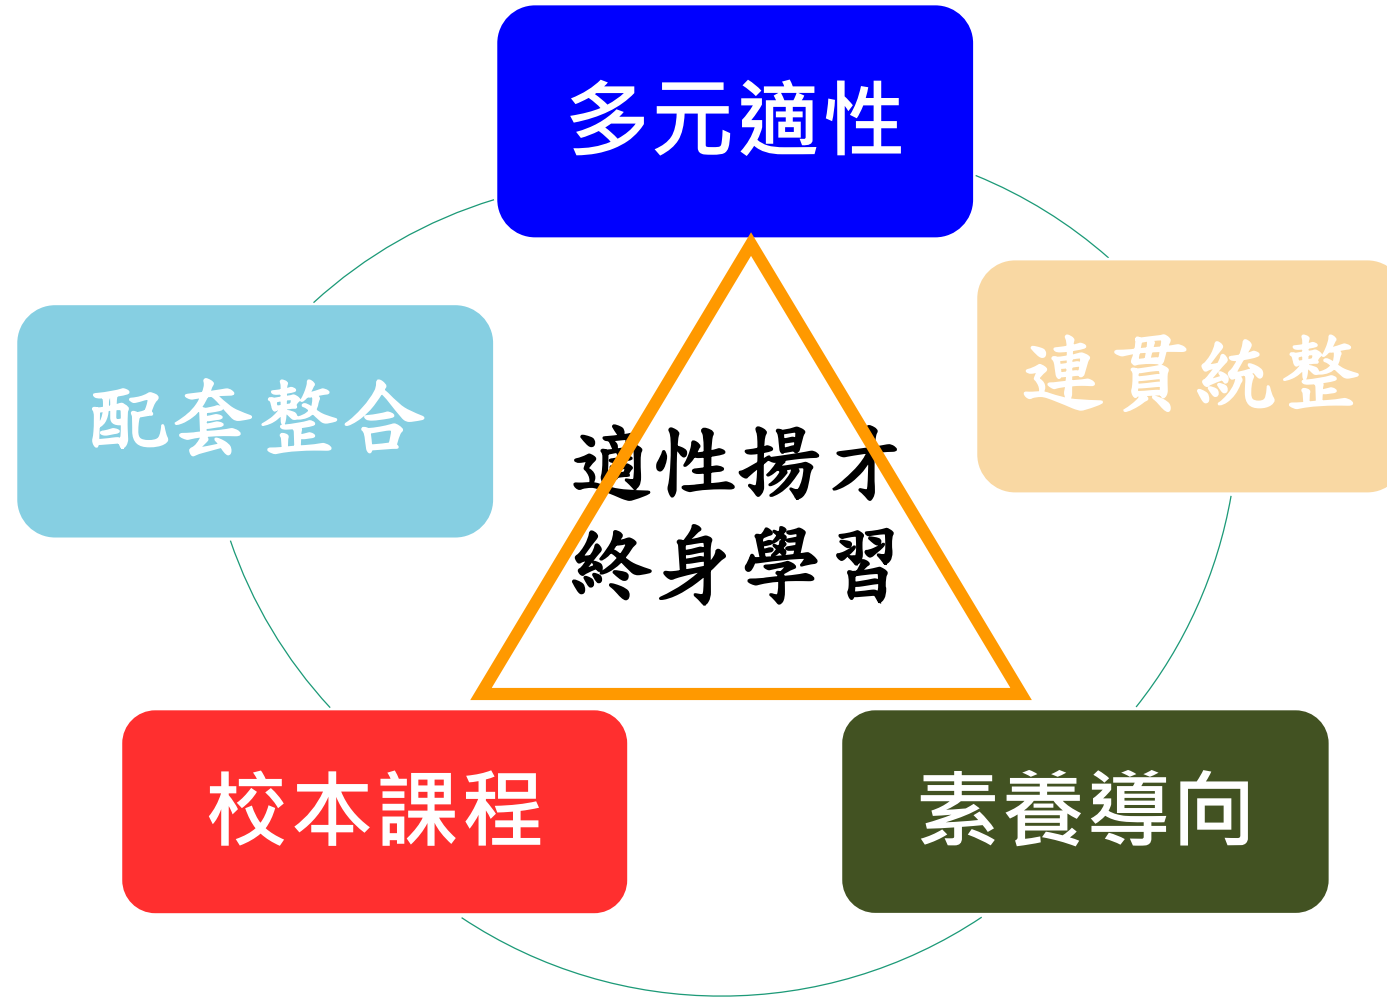 多元適性
連貫統整
配套整合
適性揚才
終身學習
校本課程
素養導向